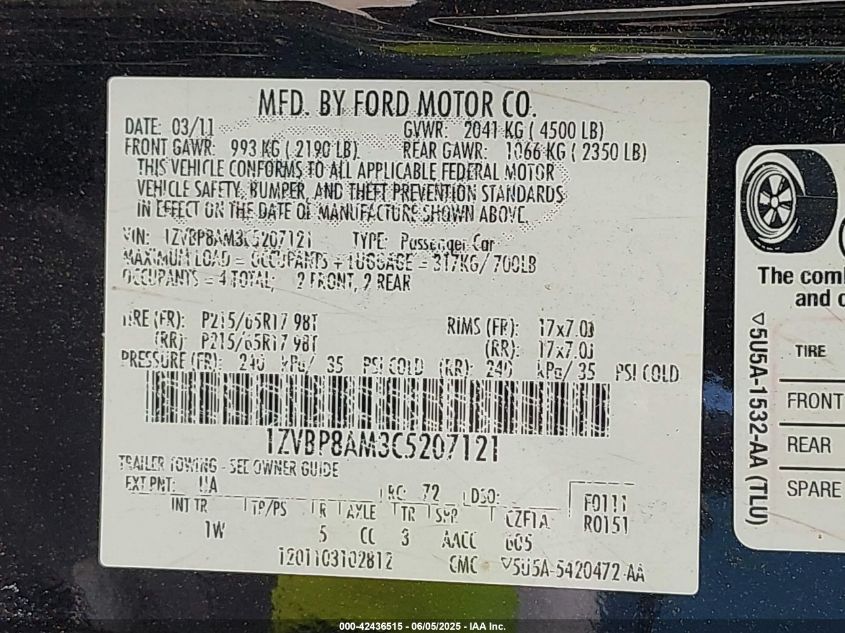 MFD. BY FORD MOTOR CO.
DATE: 03/11 GVWR: 2041 KG ( 4500 LB)
FRONT GAWR: 993 KG ( 2190 LB) REAR GAWR: 1066 KG ( 2350 LB)
THIS VEHICLE CONFORMS TO ALL APPLICABLE FEDERAL MOTOR
VEHICLE SAFETY, BUMPER, AND THEFT PREVENTION STANDARDS
IN EFFECT ON THE DATE OF MANUFACTURE SHOWN ABOVE.
VIN: 1ZVBP8AM3C5207121 TYPE: Passenger Car
MAXIMUM LOAD = OCCUPANTS + LUGGAGE = 317KG/ 700LB
OCCUPANTS = 4 TOTAL; 2 FRONT, 2 REAR
TIRE (FR): P215/65R17 98T RIMS (FR): 17x7.0J
(RR): P215/65R17 98T (RR): 17x7.0J
PRESSURE (FR): 240 kPa/ 35 PSI COLD (RR): 240 kPa/ 35 PSI COLD
1ZVBP8AM3C5207121
TRAILER TOWING - SEE OWNER GUIDE
EXT PNT: UA RC: 72 DSO:
INT TR TP/PS R AXLE TR SPR CZF1A
1W 5 CC 3 AACC 605
F0111
R0151
1201103102812 CMC ▽5U5A-5420472-AA
The comb
and c
TIRE
FRONT
REAR
SPARE
▽5U5A-1532-AA (TLU)
000-42436515 - 06/05/2025 - IAA Inc.